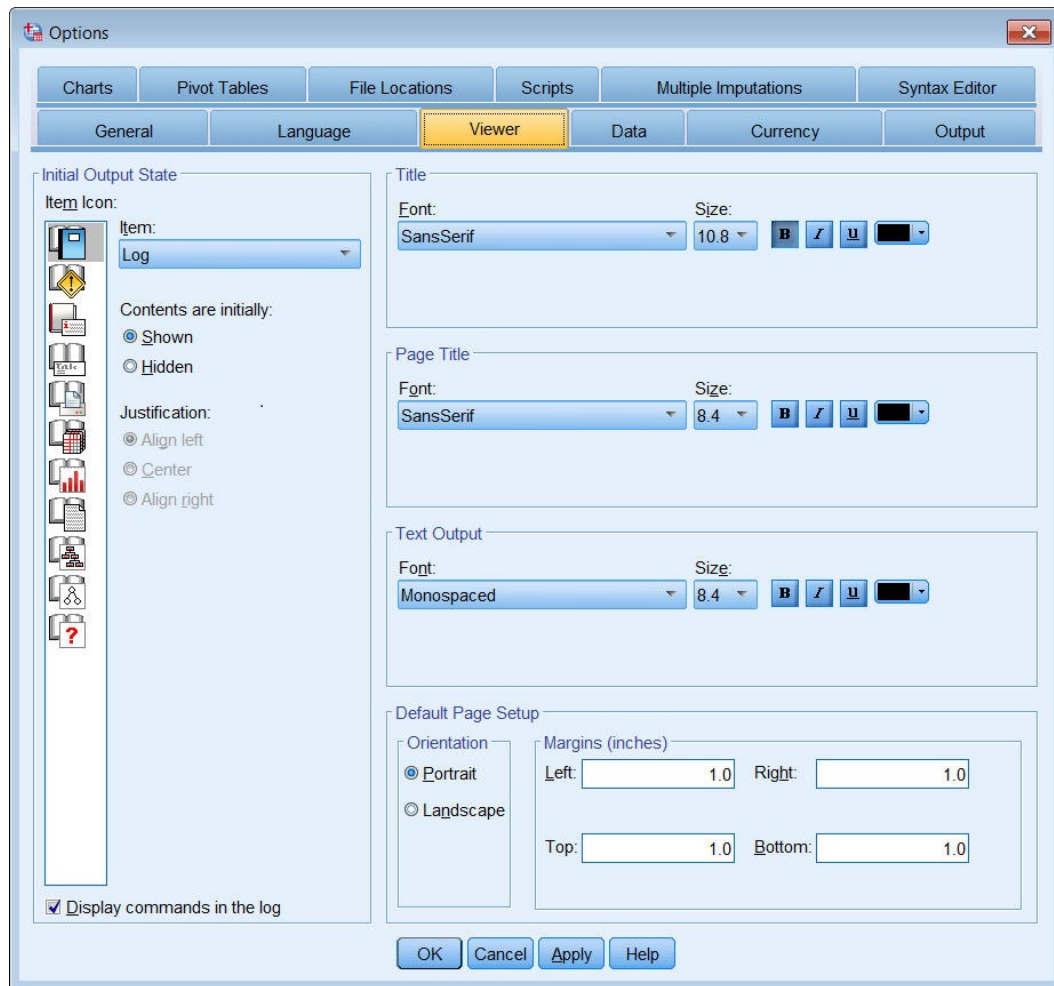 Options
Charts Pivot Tables File Locations Scripts Multiple Imputations Syntax Editor
General Language Viewer Data Currency Output
Initial Output State
Item Icon:
Item:
Log
Contents are initially:
Shown
Hidden
Justification:
Align left
Center
Align right
Display commands in the log
Title
Font: Size:
SansSerif 10.8 B I u
Page Title
Font: Size:
SansSerif 8.4 B I u
Text Output
Font: Size:
Monospaced 8.4 B I u
Default Page Setup
Orientation
Portrait
Landscape
Margins (inches)
Left: 1.0 Right: 1.0
Top: 1.0 Bottom: 1.0
OK Cancel Apply Help